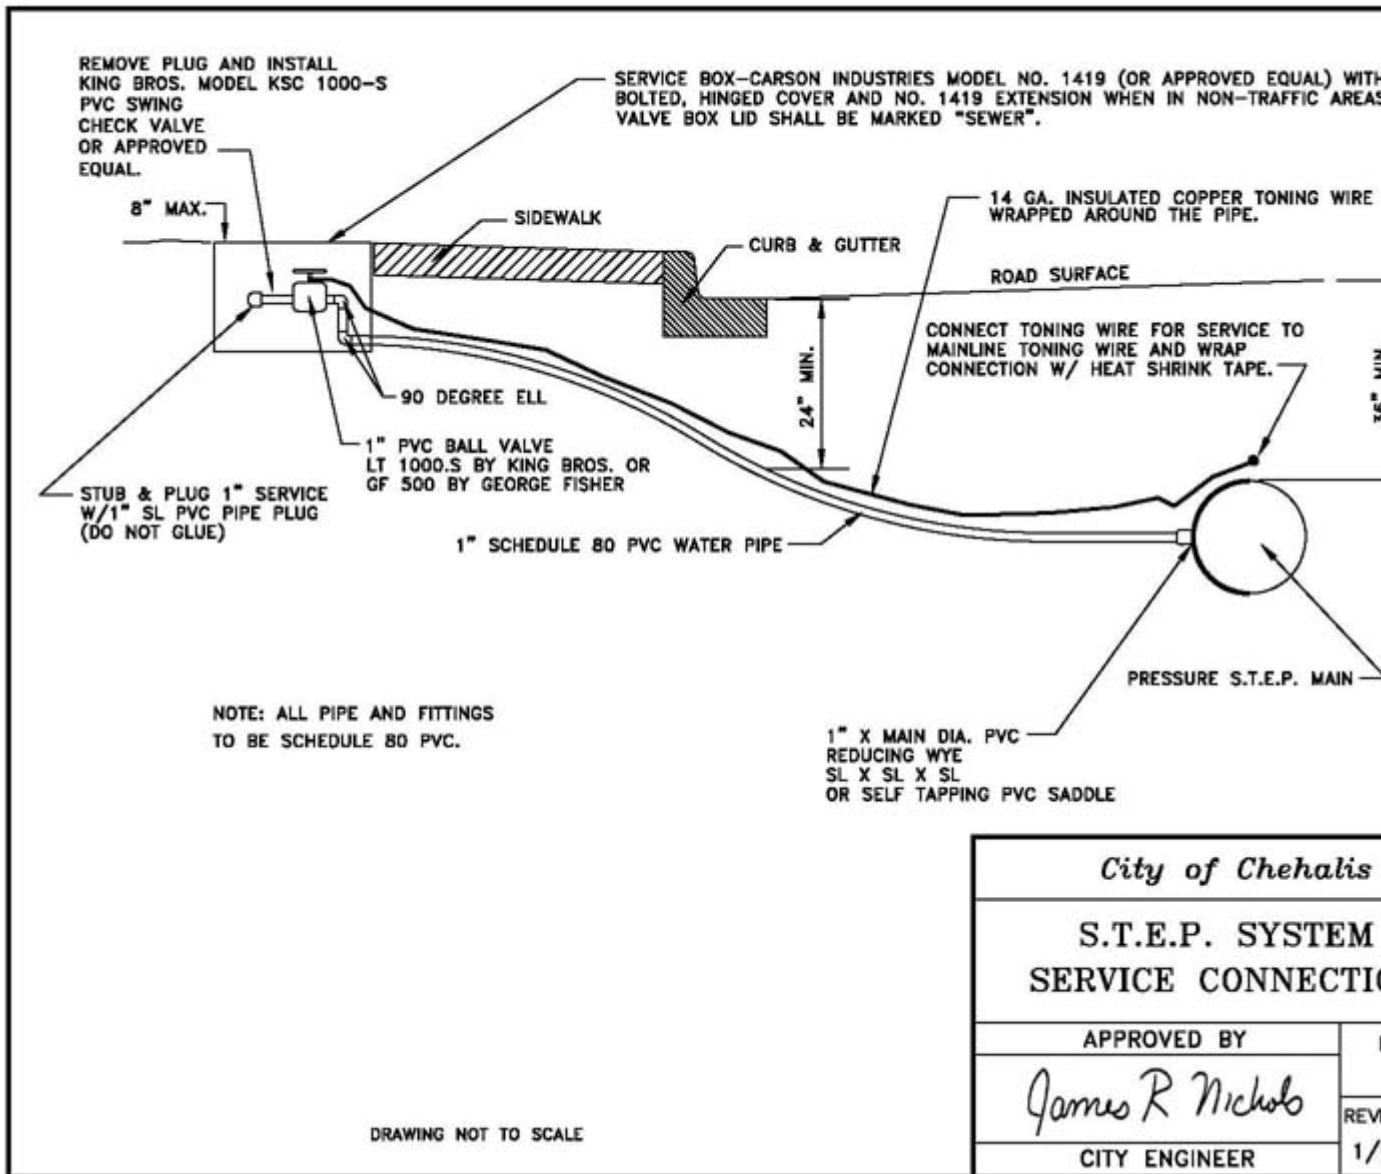 REMOVE PLUG AND INSTALL
KING BROS. MODEL KSC 1000-S
PVC SWING
CHECK VALVE
OR APPROVED
EQUAL.
SERVICE BOX-CARSON INDUSTRIES MODEL NO. 1419 (OR APPROVED EQUAL) WITH
BOLTED, HINGED COVER AND NO. 1419 EXTENSION WHEN IN NON-TRAFFIC AREAS
VALVE BOX LID SHALL BE MARKED "SEWER".
8" MAX.
SIDEWALK
14 GA. INSULATED COPPER TONING WIRE
WRAPPED AROUND THE PIPE.
CURB & GUTTER
ROAD SURFACE
CONNECT TONING WIRE FOR SERVICE TO
MAINLINE TONING WIRE AND WRAP
CONNECTION W/ HEAT SHRINK TAPE.
24" MIN.
36" MIN.
90 DEGREE ELL
1" PVC BALL VALVE
LT 1000.S BY KING BROS. OR
GF 500 BY GEORGE FISHER
STUB & PLUG 1" SERVICE
W/1" SL PVC PIPE PLUG
(DO NOT GLUE)
1" SCHEDULE 80 PVC WATER PIPE
PRESSURE S.T.E.P. MAIN
NOTE: ALL PIPE AND FITTINGS
TO BE SCHEDULE 80 PVC.
1" X MAIN DIA. PVC
REDUCING WYE
SL X SL X SL
OR SELF TAPPING PVC SADDLE
City of Chehalis
S.T.E.P. SYSTEM
SERVICE CONNECTIO
APPROVED BY
James R Nichols
REV
1/
CITY ENGINEER
DRAWING NOT TO SCALE